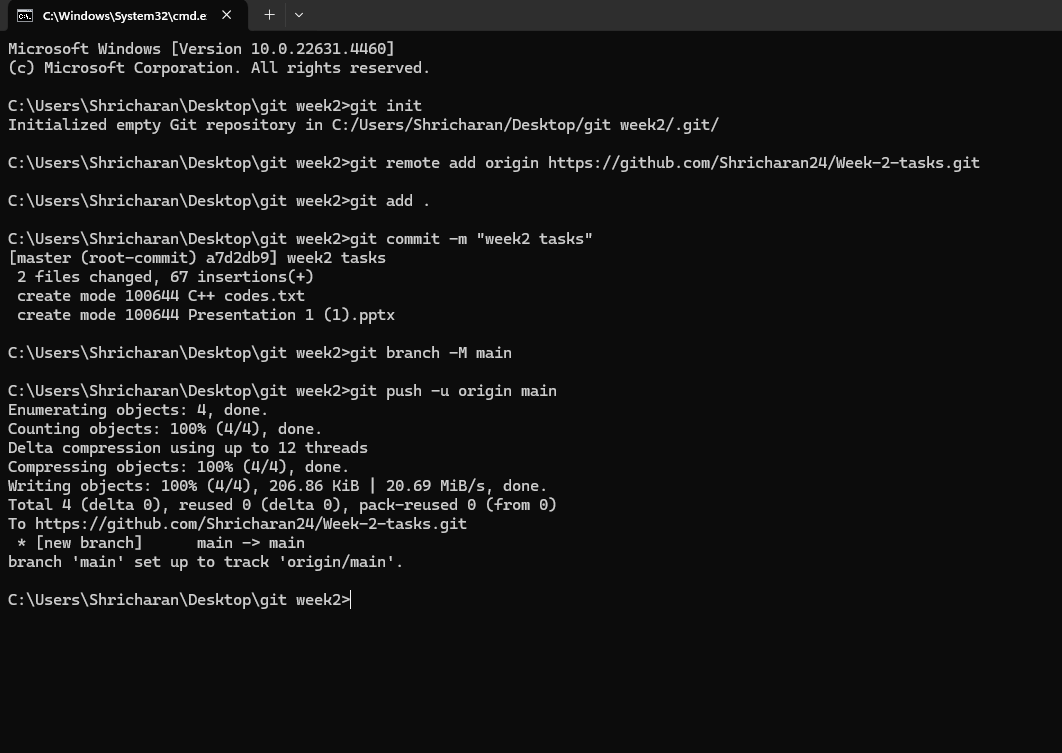 C:\Windows\System32\cmd.e
Microsoft Windows [Version 10.0.22631.4460]
(c) Microsoft Corporation. All rights reserved.
C:\Users\Shricharan\Desktop\git week2>git init
Initialized empty Git repository in C:/Users/Shricharan/Desktop/git week2/.git/
C:\Users\Shricharan\Desktop\git week2>git remote add origin https://github.com/Shricharan24/Week-2-tasks.git
C:\Users\Shricharan\Desktop\git week2>git add .
C:\Users\Shricharan\Desktop\git week2>git commit -m "week2 tasks"
[master (root-commit) a7d2db9] week2 tasks
 2 files changed, 67 insertions(+)
 create mode 100644 C++ codes.txt
 create mode 100644 Presentation 1 (1).pptx
C:\Users\Shricharan\Desktop\git week2>git branch -M main
C:\Users\Shricharan\Desktop\git week2>git push -u origin main
Enumerating objects: 4, done.
Counting objects: 100% (4/4), done.
Delta compression using up to 12 threads
Compressing objects: 100% (4/4), done.
Writing objects: 100% (4/4), 206.86 KiB | 20.69 MiB/s, done.
Total 4 (delta 0), reused 0 (delta 0), pack-reused 0 (from 0)
To https://github.com/Shricharan24/Week-2-tasks.git
 * [new branch]      main -> main
branch 'main' set up to track 'origin/main'.
C:\Users\Shricharan\Desktop\git week2>